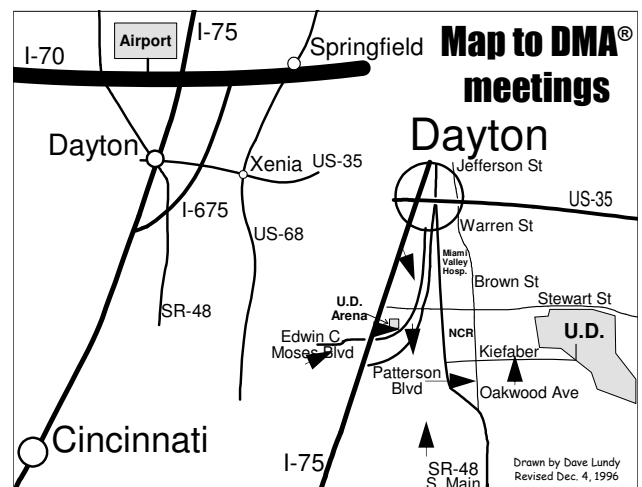 Map to DMA®
meetings
I-70
Airport
I-75
Springfield
Dayton
Xenia
US-35
I-675
US-68
SR-48
Cincinnati
Dayton
Jefferson St
US-35
Warren St
Miami
Valley
Hosp.
Brown St
Stewart St
U.D.
Arena
NCR
U.D.
Edwin C
Moses Blvd
Kiefaber
Patterson
Blvd
Oakwood Ave
I-75
SR-48
S. Main
Drawn by Dave Lundy
Revised Dec. 4, 1996